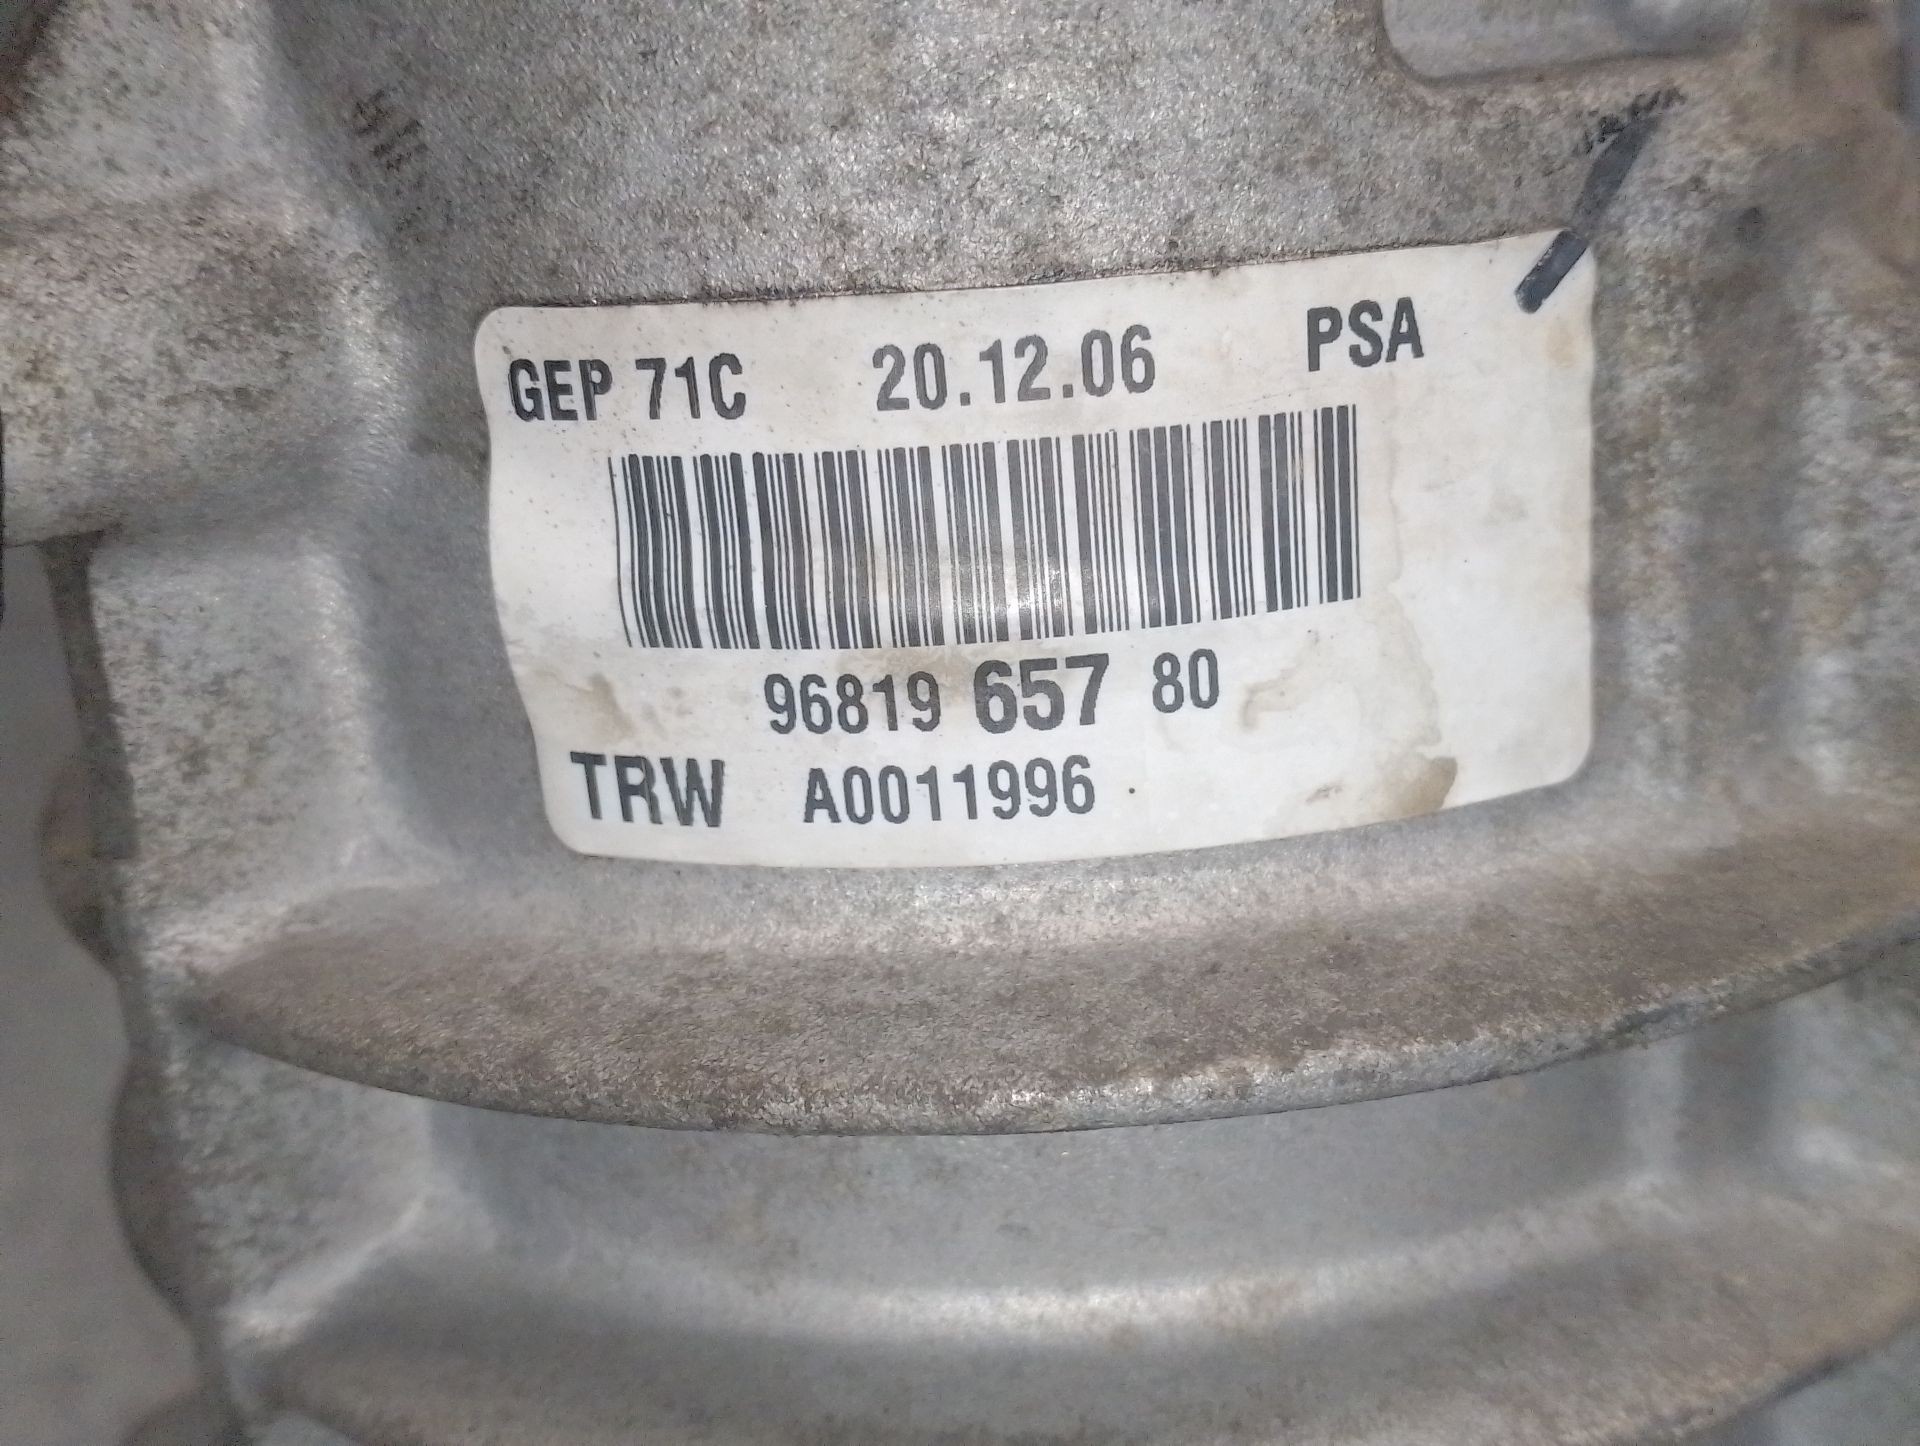 GEP 71C 20.12.06 PSA
96819 657 80
TRW A0011996